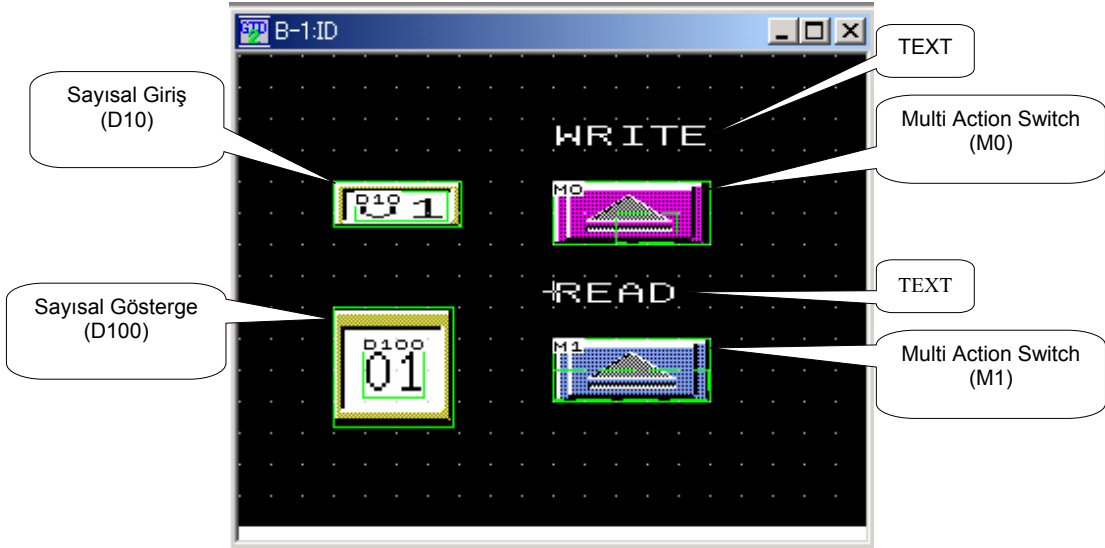 B-1:ID
TEXT
Sayısal Giriş
(D10)
WRITE
Multi Action Switch
(M0)
D10
1
M0
Sayısal Gösterge
(D100)
READ
TEXT
D100
01
M1
Multi Action Switch
(M1)